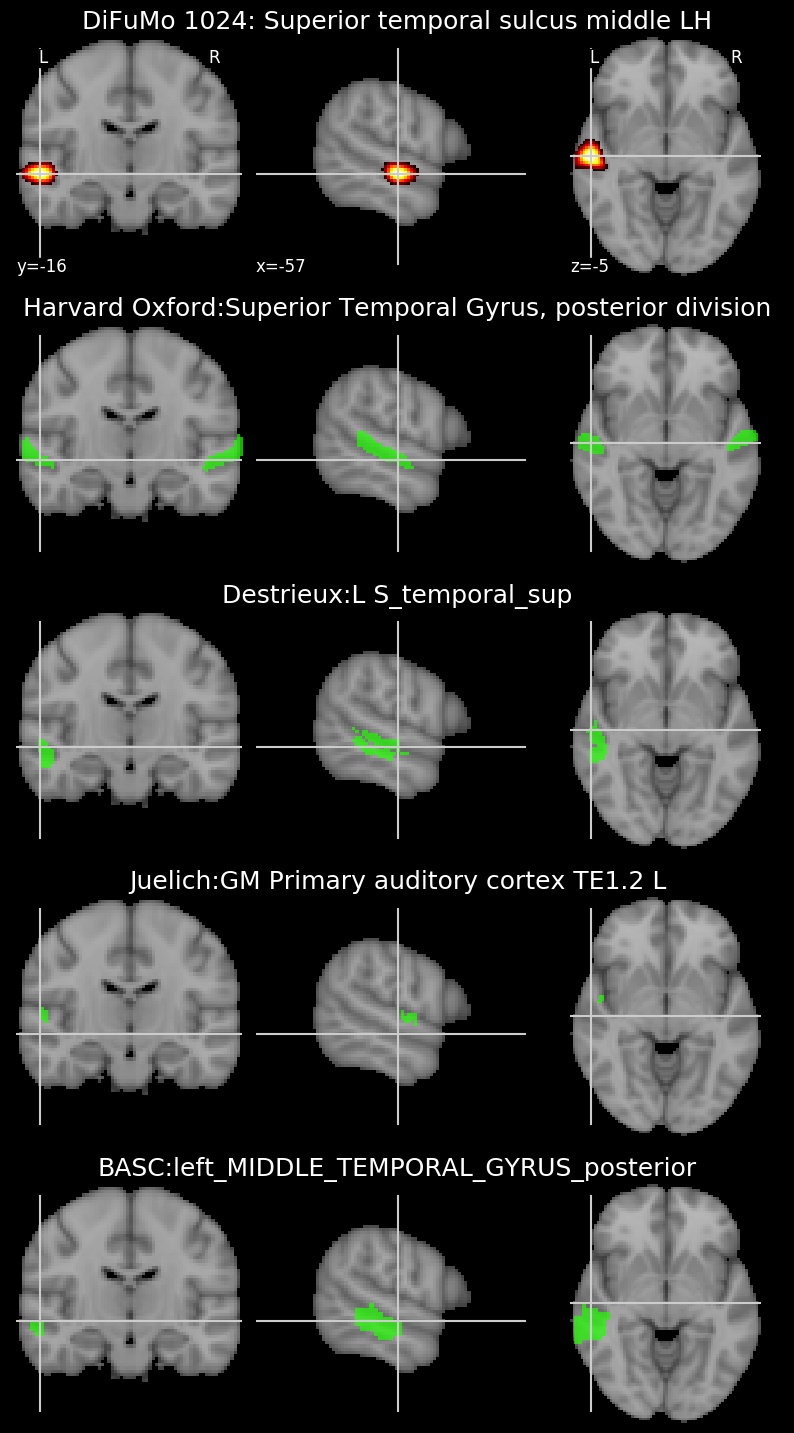 DiFuMo 1024: Superior temporal sulcus middle LH
L R L R
y=-16 x=-57 z=-5
Harvard Oxford:Superior Temporal Gyrus, posterior division
Destrieux:L S_temporal_sup
Juelich:GM Primary auditory cortex TE1.2 L
BASC:left_MIDDLE_TEMPORAL_GYRUS_posterior